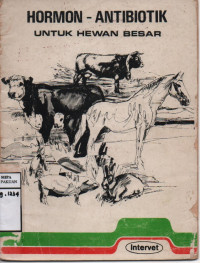 HORMON - ANTIBIOTIK
UNTUK HEWAN BESAR
Intervet